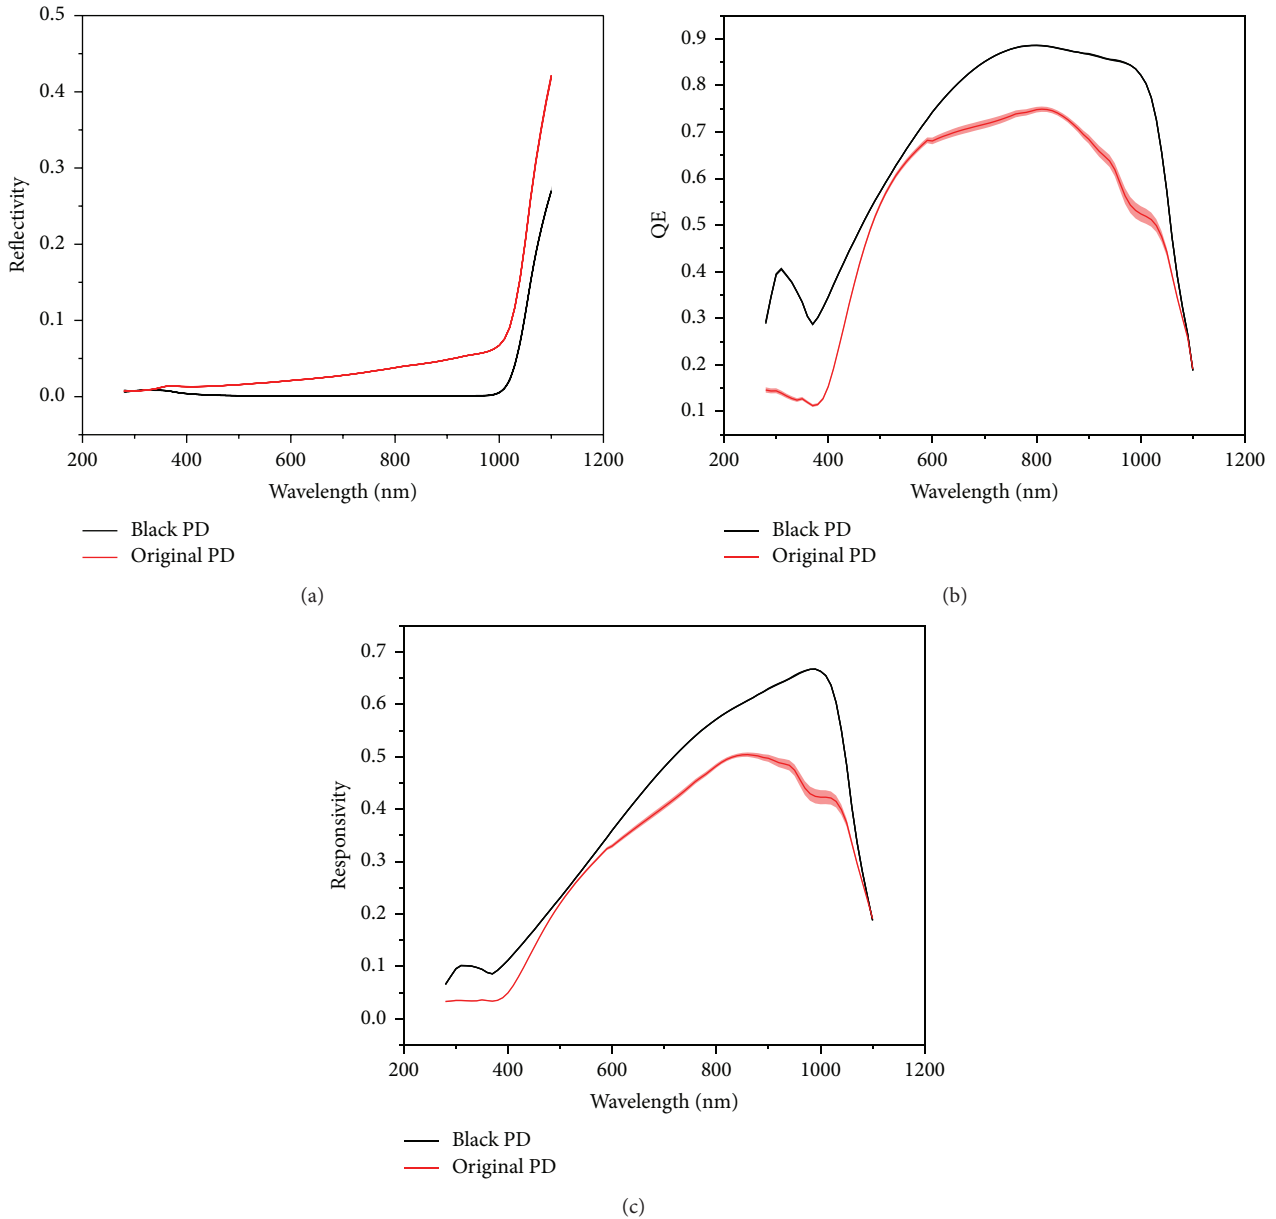 0.5
0.4
0.3
0.2
0.1
0.0
Reflectivity
200 400 600 800 1000 1200
Wavelength (nm)
Black PD
Original PD
(a)
0.9
0.8
0.7
0.6
0.5
0.4
0.3
0.2
0.1
QE
200 400 600 800 1000 1200
Wavelength (nm)
Black PD
Original PD
(b)
0.7
0.6
0.5
0.4
0.3
0.2
0.1
0.0
Responsivity
200 400 600 800 1000 1200
Wavelength (nm)
Black PD
Original PD
(c)